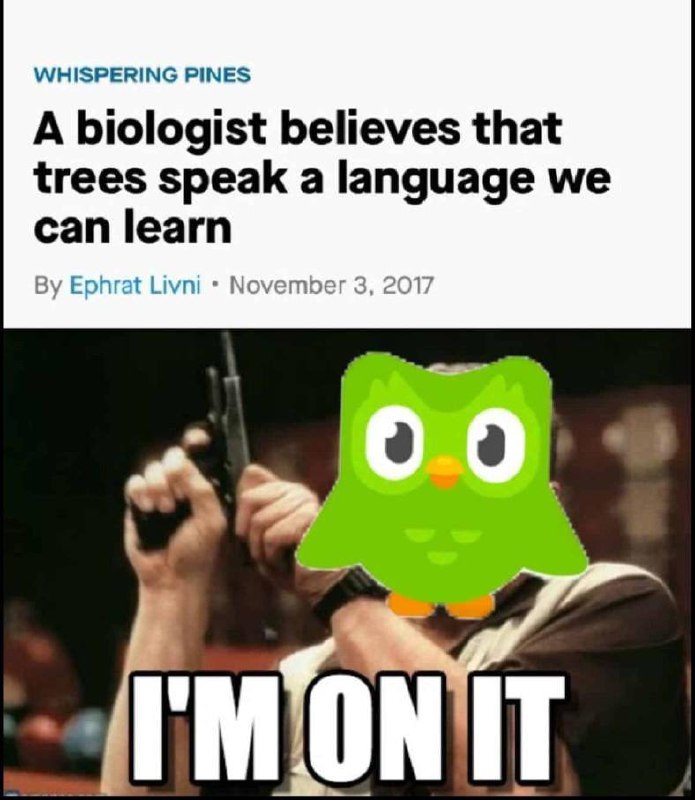 WHISPERING PINES
A biologist believes that
trees speak a language we
can learn
By Ephrat Livni • November 3, 2017
I'M ON IT